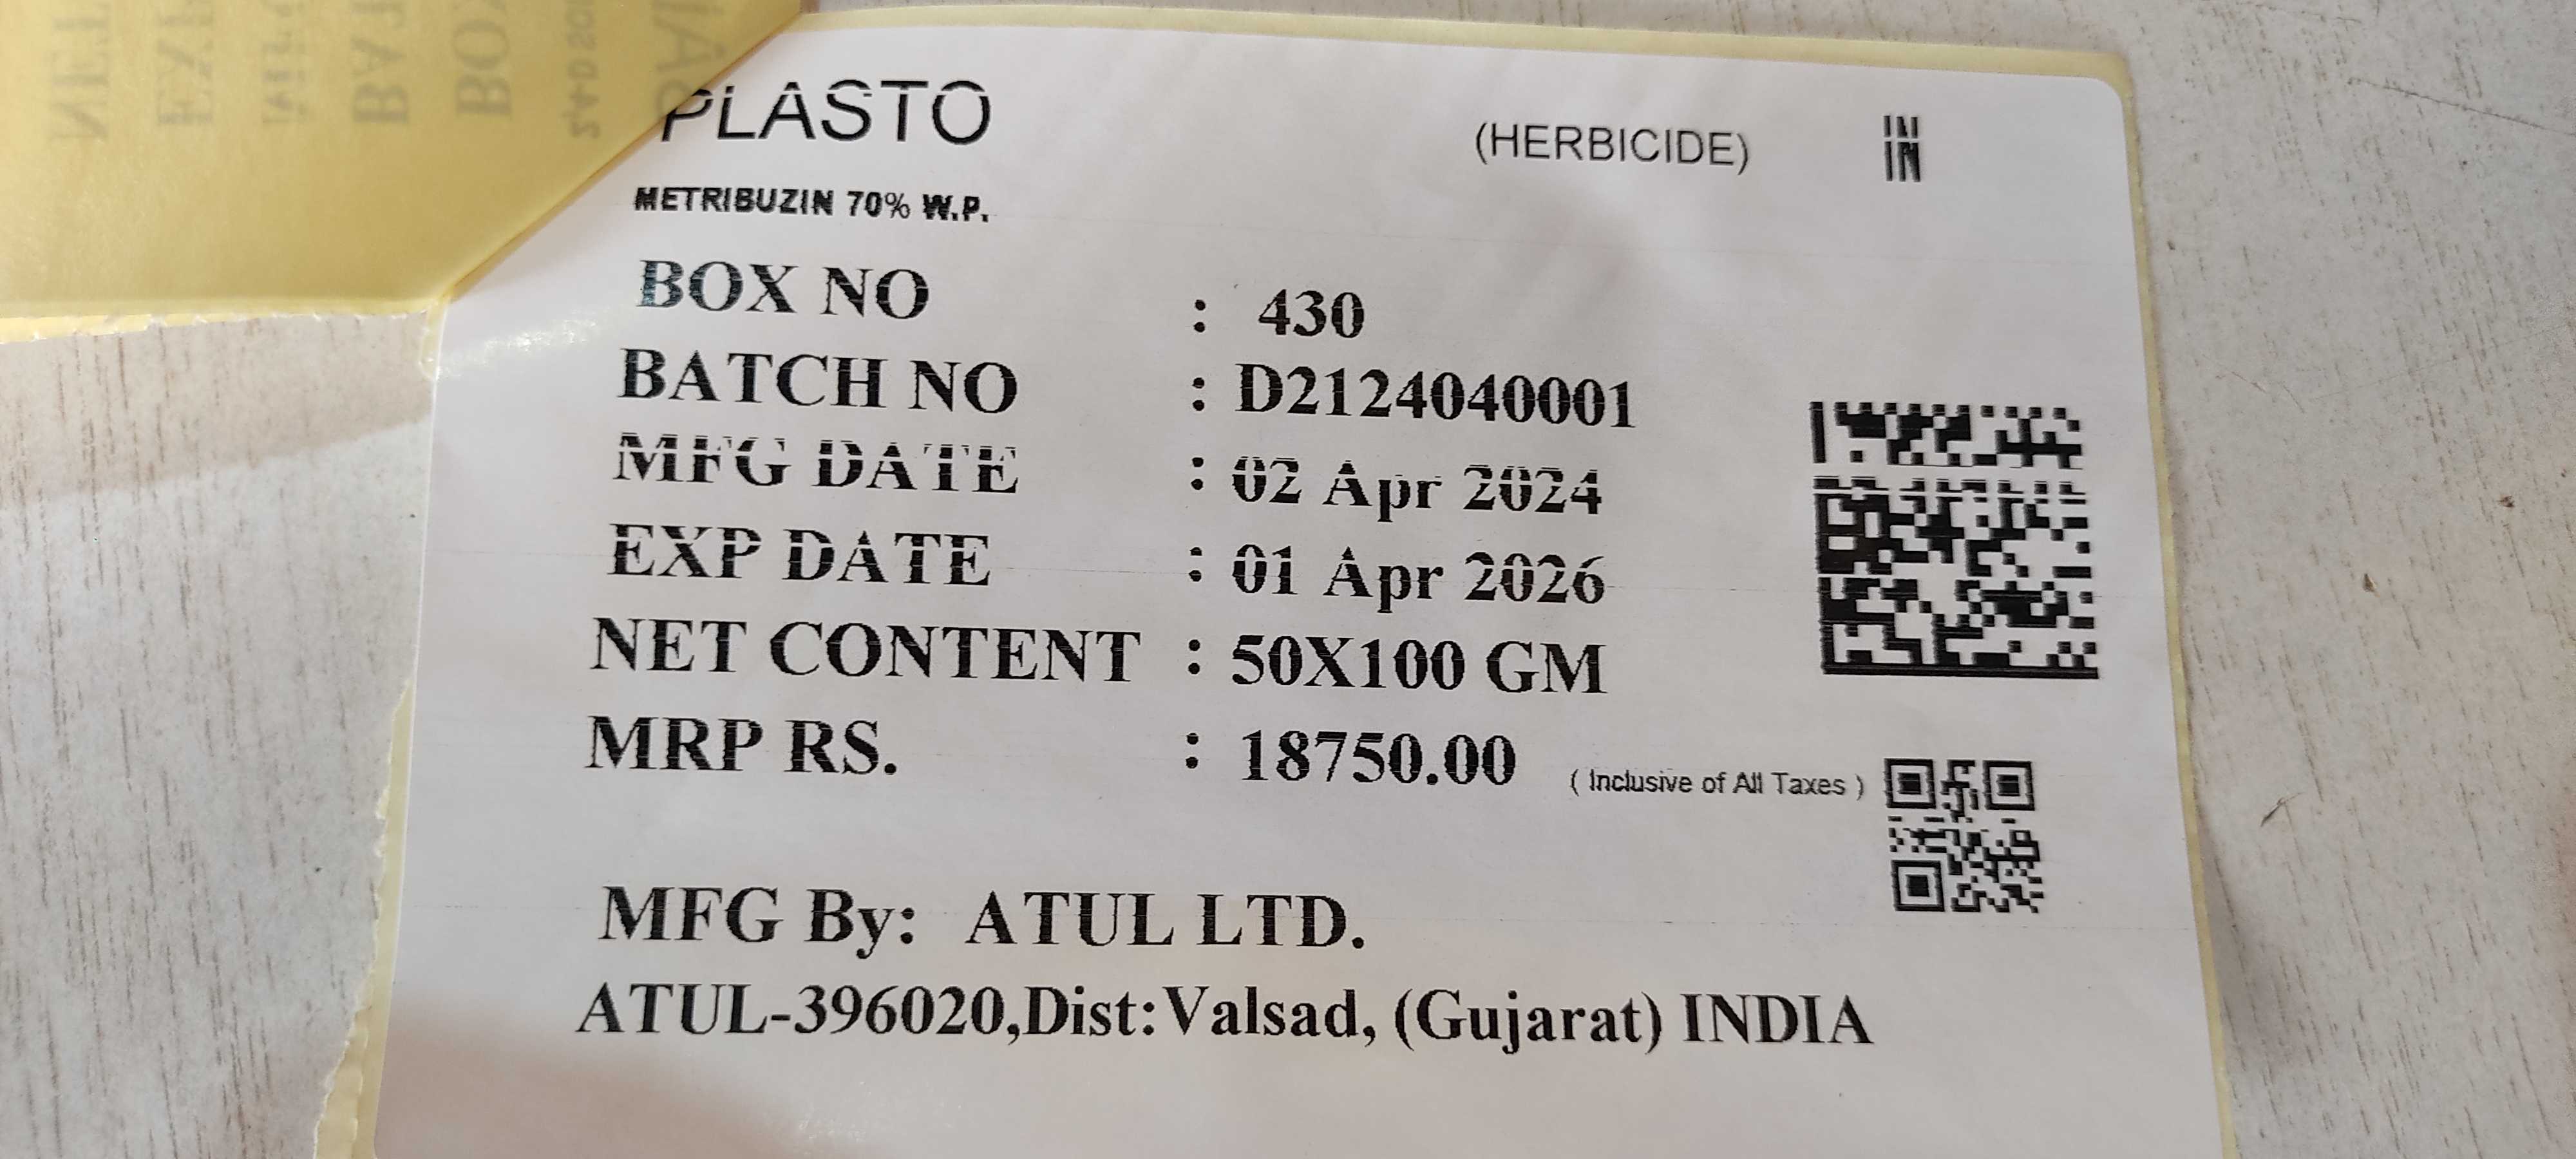 PLASTO (HERBICIDE) IN
METRIBUZIN 70% W.P.
BOX NO : 430
BATCH NO : D2124040001
MFG DATE : 02 Apr 2024
EXP DATE : 01 Apr 2026
NET CONTENT : 50X100 GM
MRP RS. : 18750.00 ( Inclusive of All Taxes )
MFG By: ATUL LTD.
ATUL-396020,Dist:Valsad, (Gujarat) INDIA